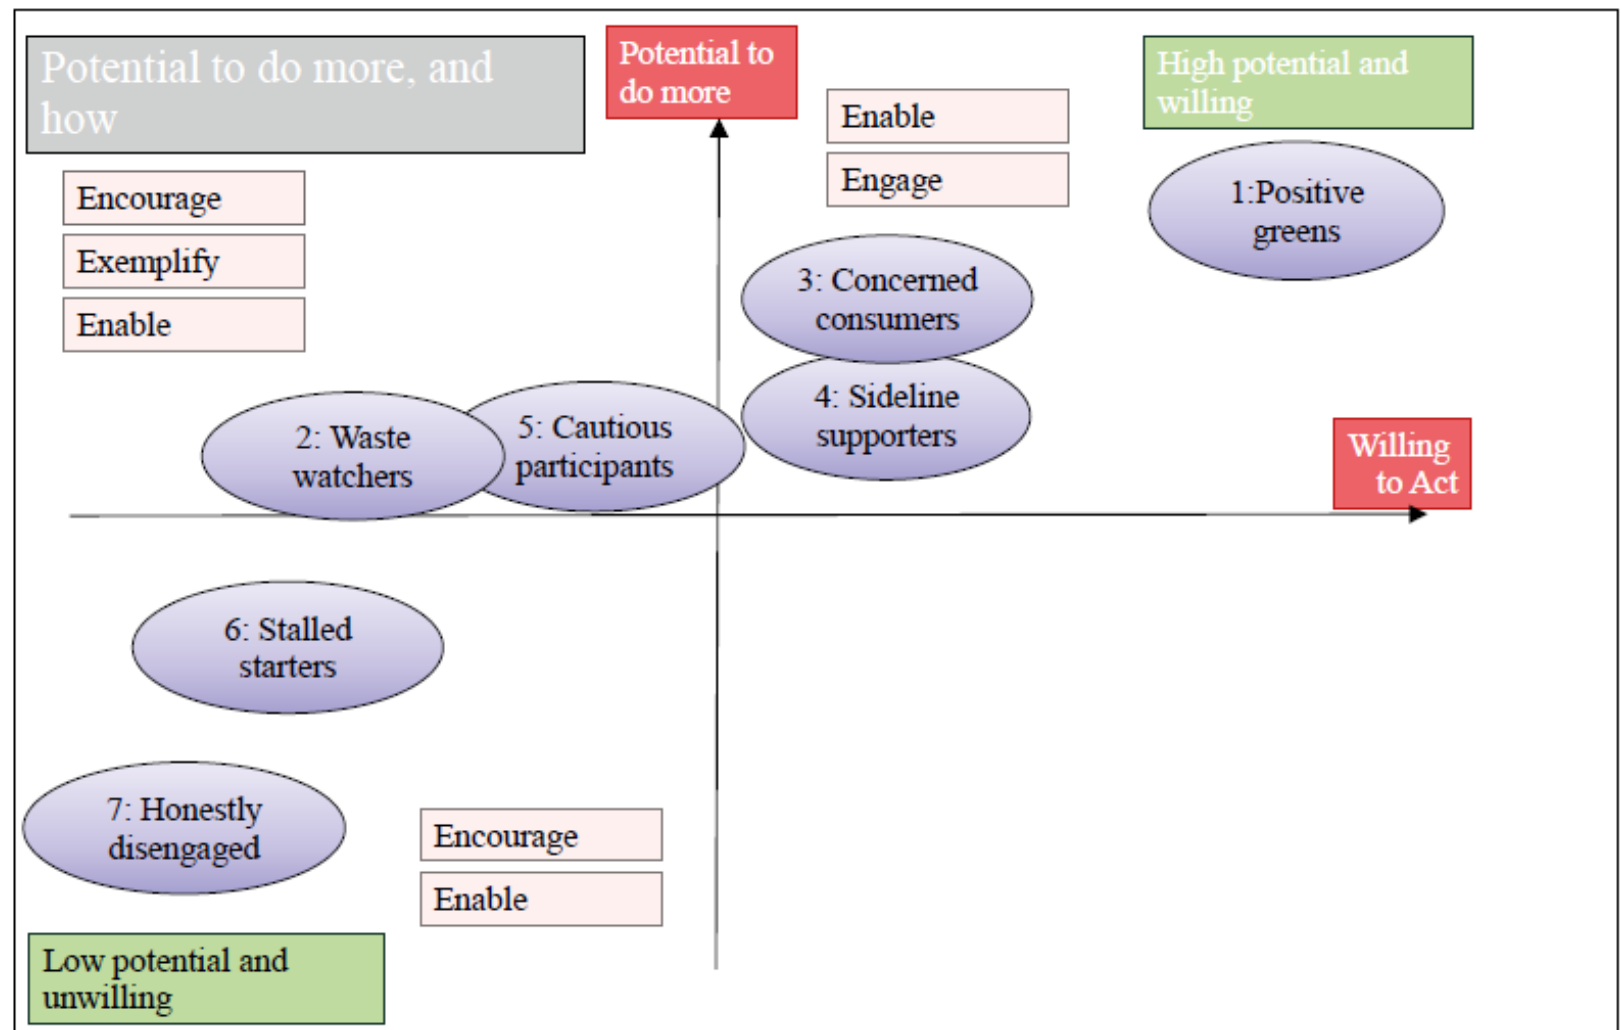 Potential to do more, and
how
Potential to
do more
High potential and
willing
Enable
Engage
Encourage
Exemplify
Enable
1:Positive
greens
3: Concerned
consumers
4: Sideline
supporters
2: Waste
watchers
5: Cautious
participants
Willing
to Act
6: Stalled
starters
7: Honestly
disengaged
Encourage
Enable
Low potential and
unwilling